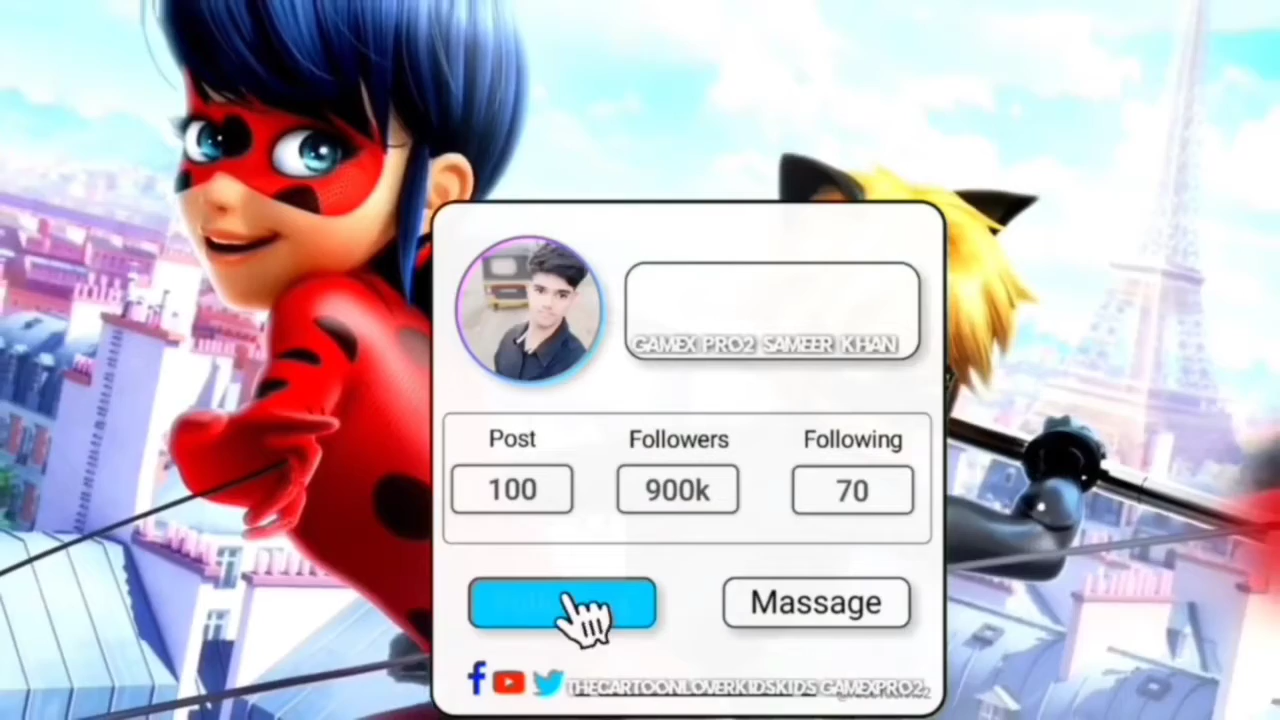 GAMEX PRO2 SAMEER KHAN
Post Followers Following
100 900k 70
Massage
THECARTOONLOVERKIDSKIDS GAMEXPRO2